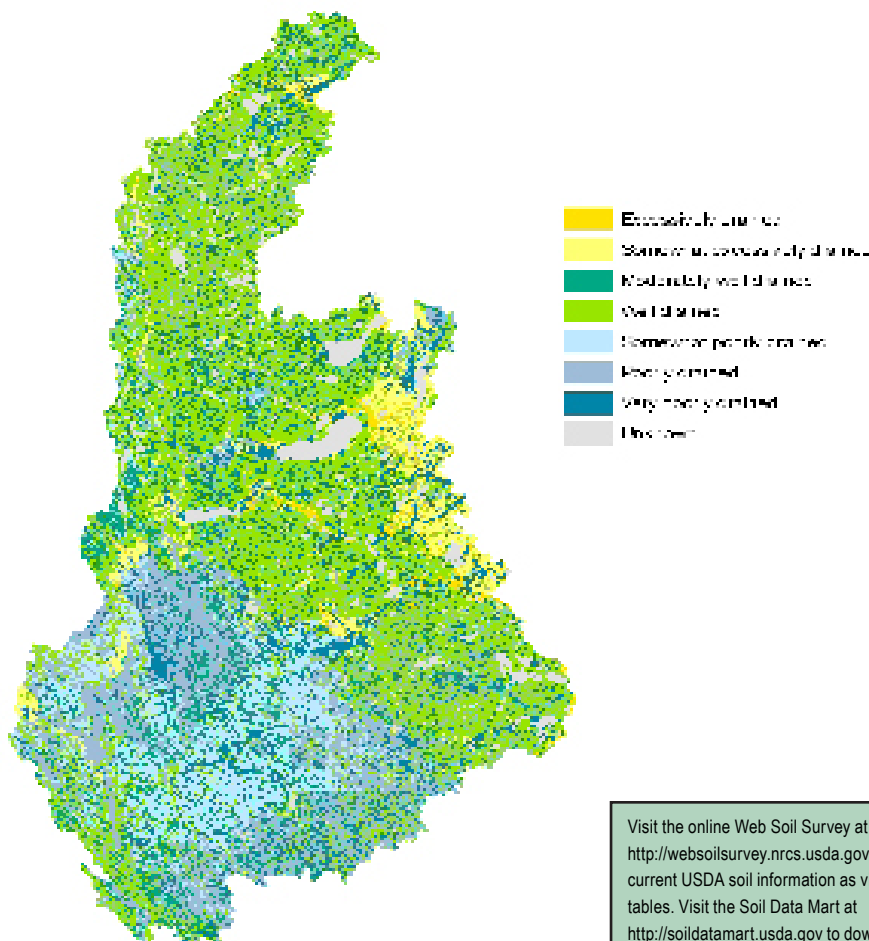 Excessively drained
Somewhat excessively drained
Moderately well drained
Well drained
Somewhat poorly drained
Poorly drained
Very poorly drained
Unknown
Visit the online Web Soil Survey at
http://websoilsurvey.nrcs.usda.gov
current USDA soil information as v
tables. Visit the Soil Data Mart at
http://soildatamart.usda.gov to dow